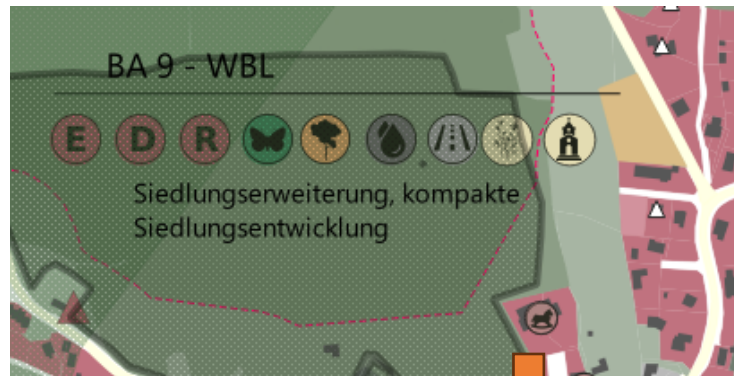 BA 9 - WBL
E D R
Siedlungserweiterung, kompakte
Siedlungsentwicklung